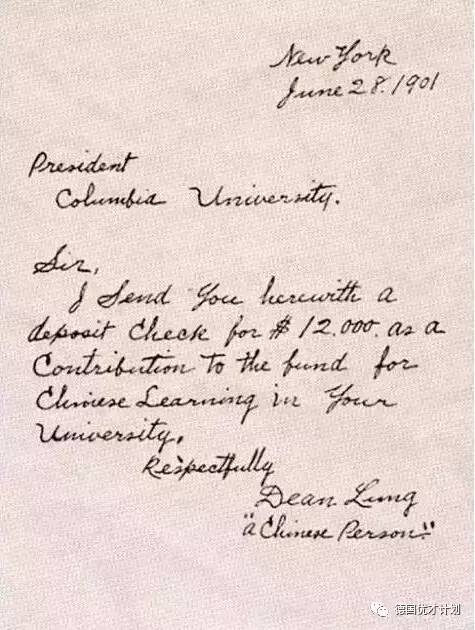 New York
June 28. 1901
President
Columbia University.
Sir,
I Send You herewith a
deposit Check for $ 12.000. as a
Contribution to the fund for
Chinese Learning in Your
University.
Respectfully
Dean Lung
"a Chinese Person."
德国优才计划